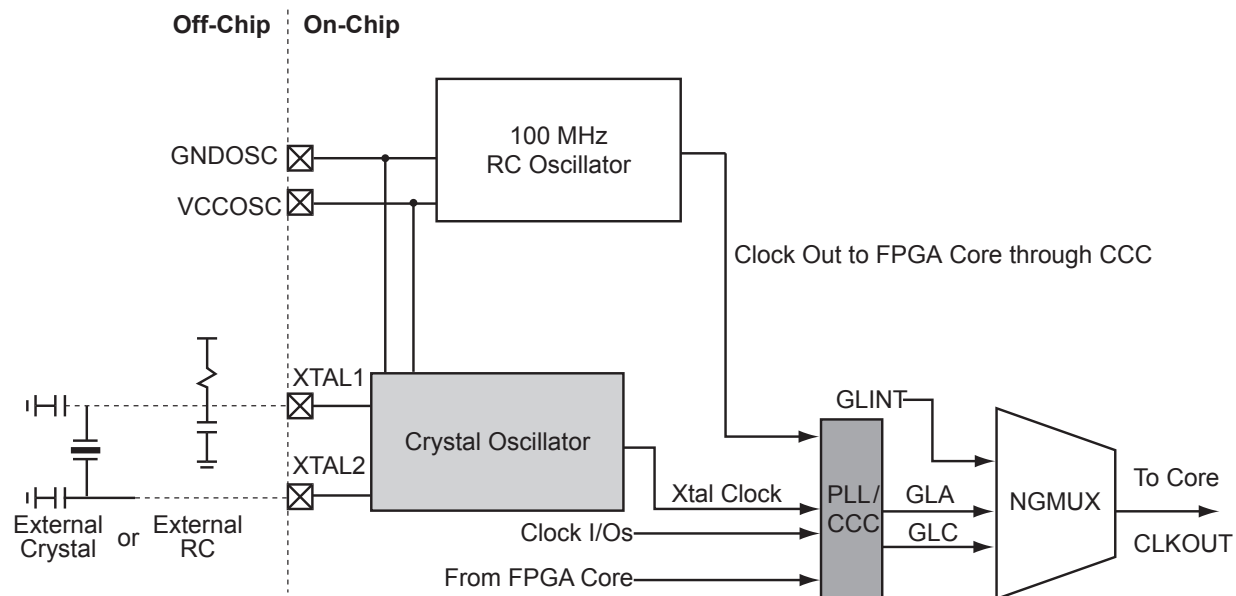 Off-Chip
On-Chip
100 MHz
RC Oscillator
GNDOSC
VCCOSC
Clock Out to FPGA Core through CCC
XTAL1
Crystal Oscillator
XTAL2
External
Crystal
or
External
RC
GLINT
Xtal Clock
Clock I/Os
From FPGA Core
PLL/
CCC
GLA
GLC
NGMUX
To Core
CLKOUT